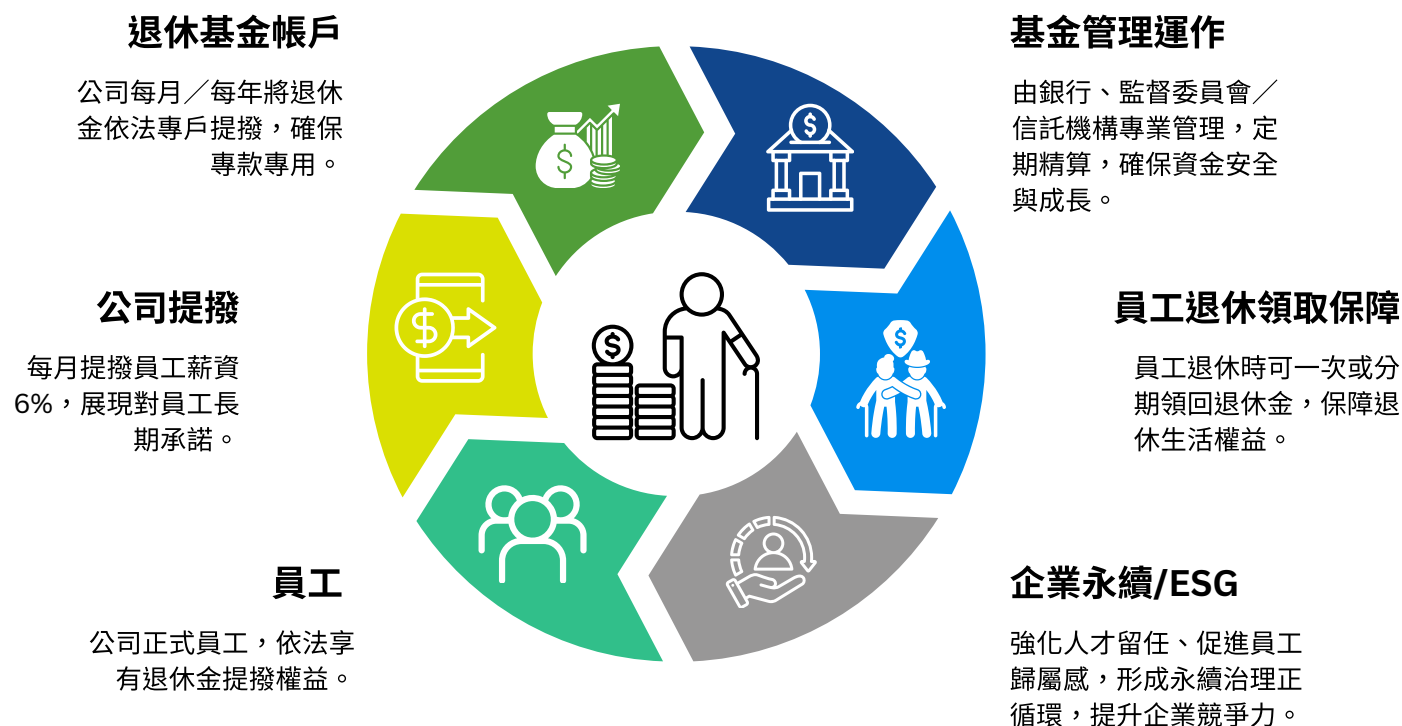 退休基金帳戶
公司每月／每年將退休
金依法專戶提撥，確保
專款專用。
基金管理運作
由銀行、監督委員會／
信託機構專業管理，定
期精算，確保資金安全
與成長。
公司提撥
每月提撥員工薪資
6%，展現對員工長
期承諾。
員工退休領取保障
員工退休時可一次或分
期領回退休金，保障退
休生活權益。
員工
公司正式員工，依法享
有退休金提撥權益。
企業永續/ESG
強化人才留任、促進員工
歸屬感，形成永續治理正
循環，提升企業競爭力。
$
$
$
$
$